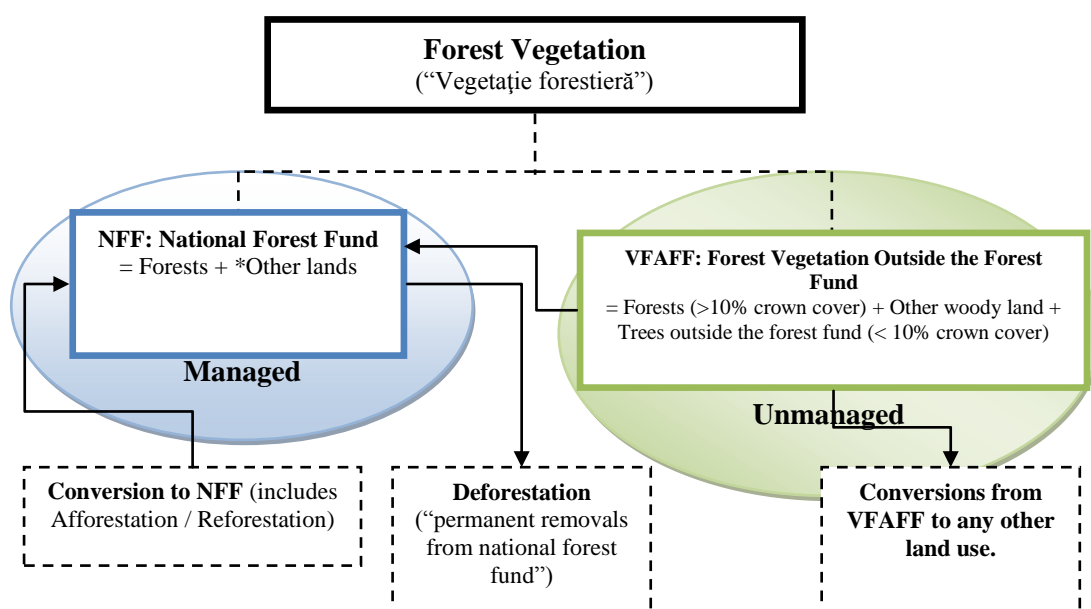 Forest Vegetation
(“Vegetaţie forestieră”)
NFF: National Forest Fund
= Forests + *Other lands
Managed
VFAFF: Forest Vegetation Outside the Forest
Fund
= Forests (>10% crown cover) + Other woody land +
Trees outside the forest fund (< 10% crown cover)
Unmanaged
Conversion to NFF (includes
Afforestation / Reforestation)
Deforestation
(“permanent removals
from national forest
fund”)
Conversions from
VFAFF to any other
land use.